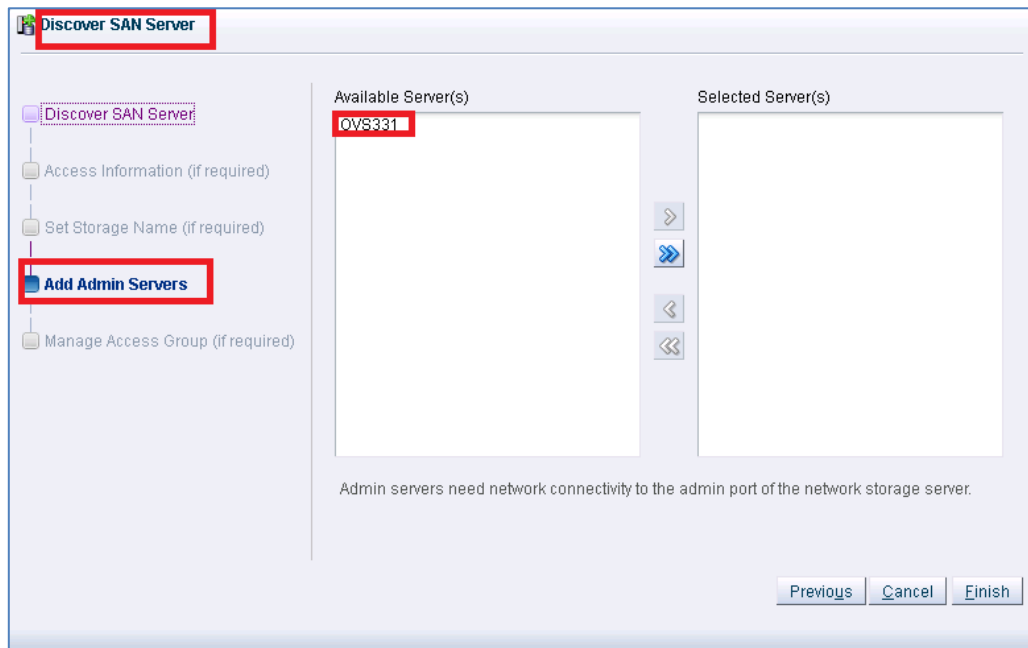 Discover SAN Server
Discover SAN Server
Access Information (if required)
Set Storage Name (if required)
Add Admin Servers
Manage Access Group (if required)
Available Server(s)
OVS331
Selected Server(s)
Admin servers need network connectivity to the admin port of the network storage server.
Previous Cancel Finish